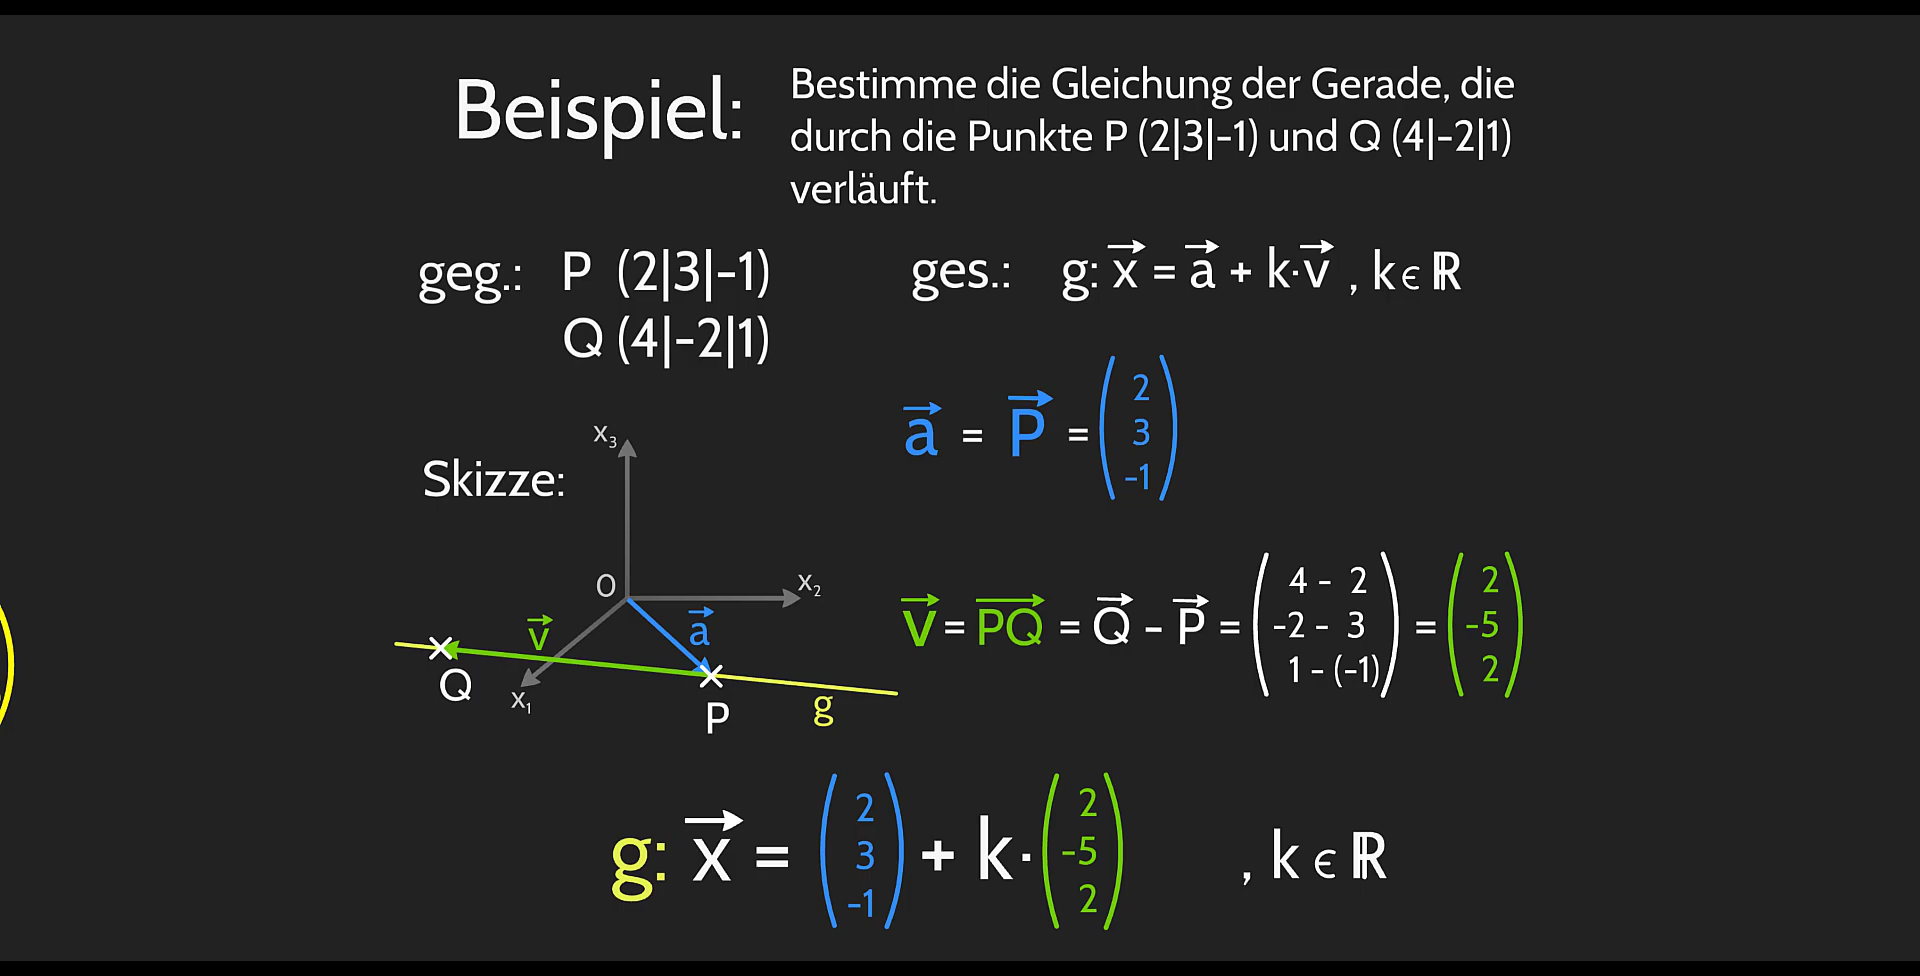 Beispiel:
Bestimme die Gleichung der Gerade, die
durch die Punkte P (2|3|-1) und Q (4|-2|1)
verläuft.
geg.: P (2|3|-1)
Q (4|-2|1)
ges.: g: x⃗ = a⃗ + k·v⃗ , k ∈ ℝ
a⃗ = P⃗ = ( 2
3
-1 )
Skizze:
x₃
O
x₂
v⃗
a⃗
Q
x₁
P
g
v⃗ = P͞Q⃗ = Q⃗ - P⃗ = ( 4 - 2 ) = ( 2 )
( -2 - 3 ) ( -5 )
( 1 - (-1) ) ( 2 )
g: x⃗ = ( 2 ) + k· ( 2 ) , k ∈ ℝ
( 3 ) ( -5 )
( -1 ) ( 2 )